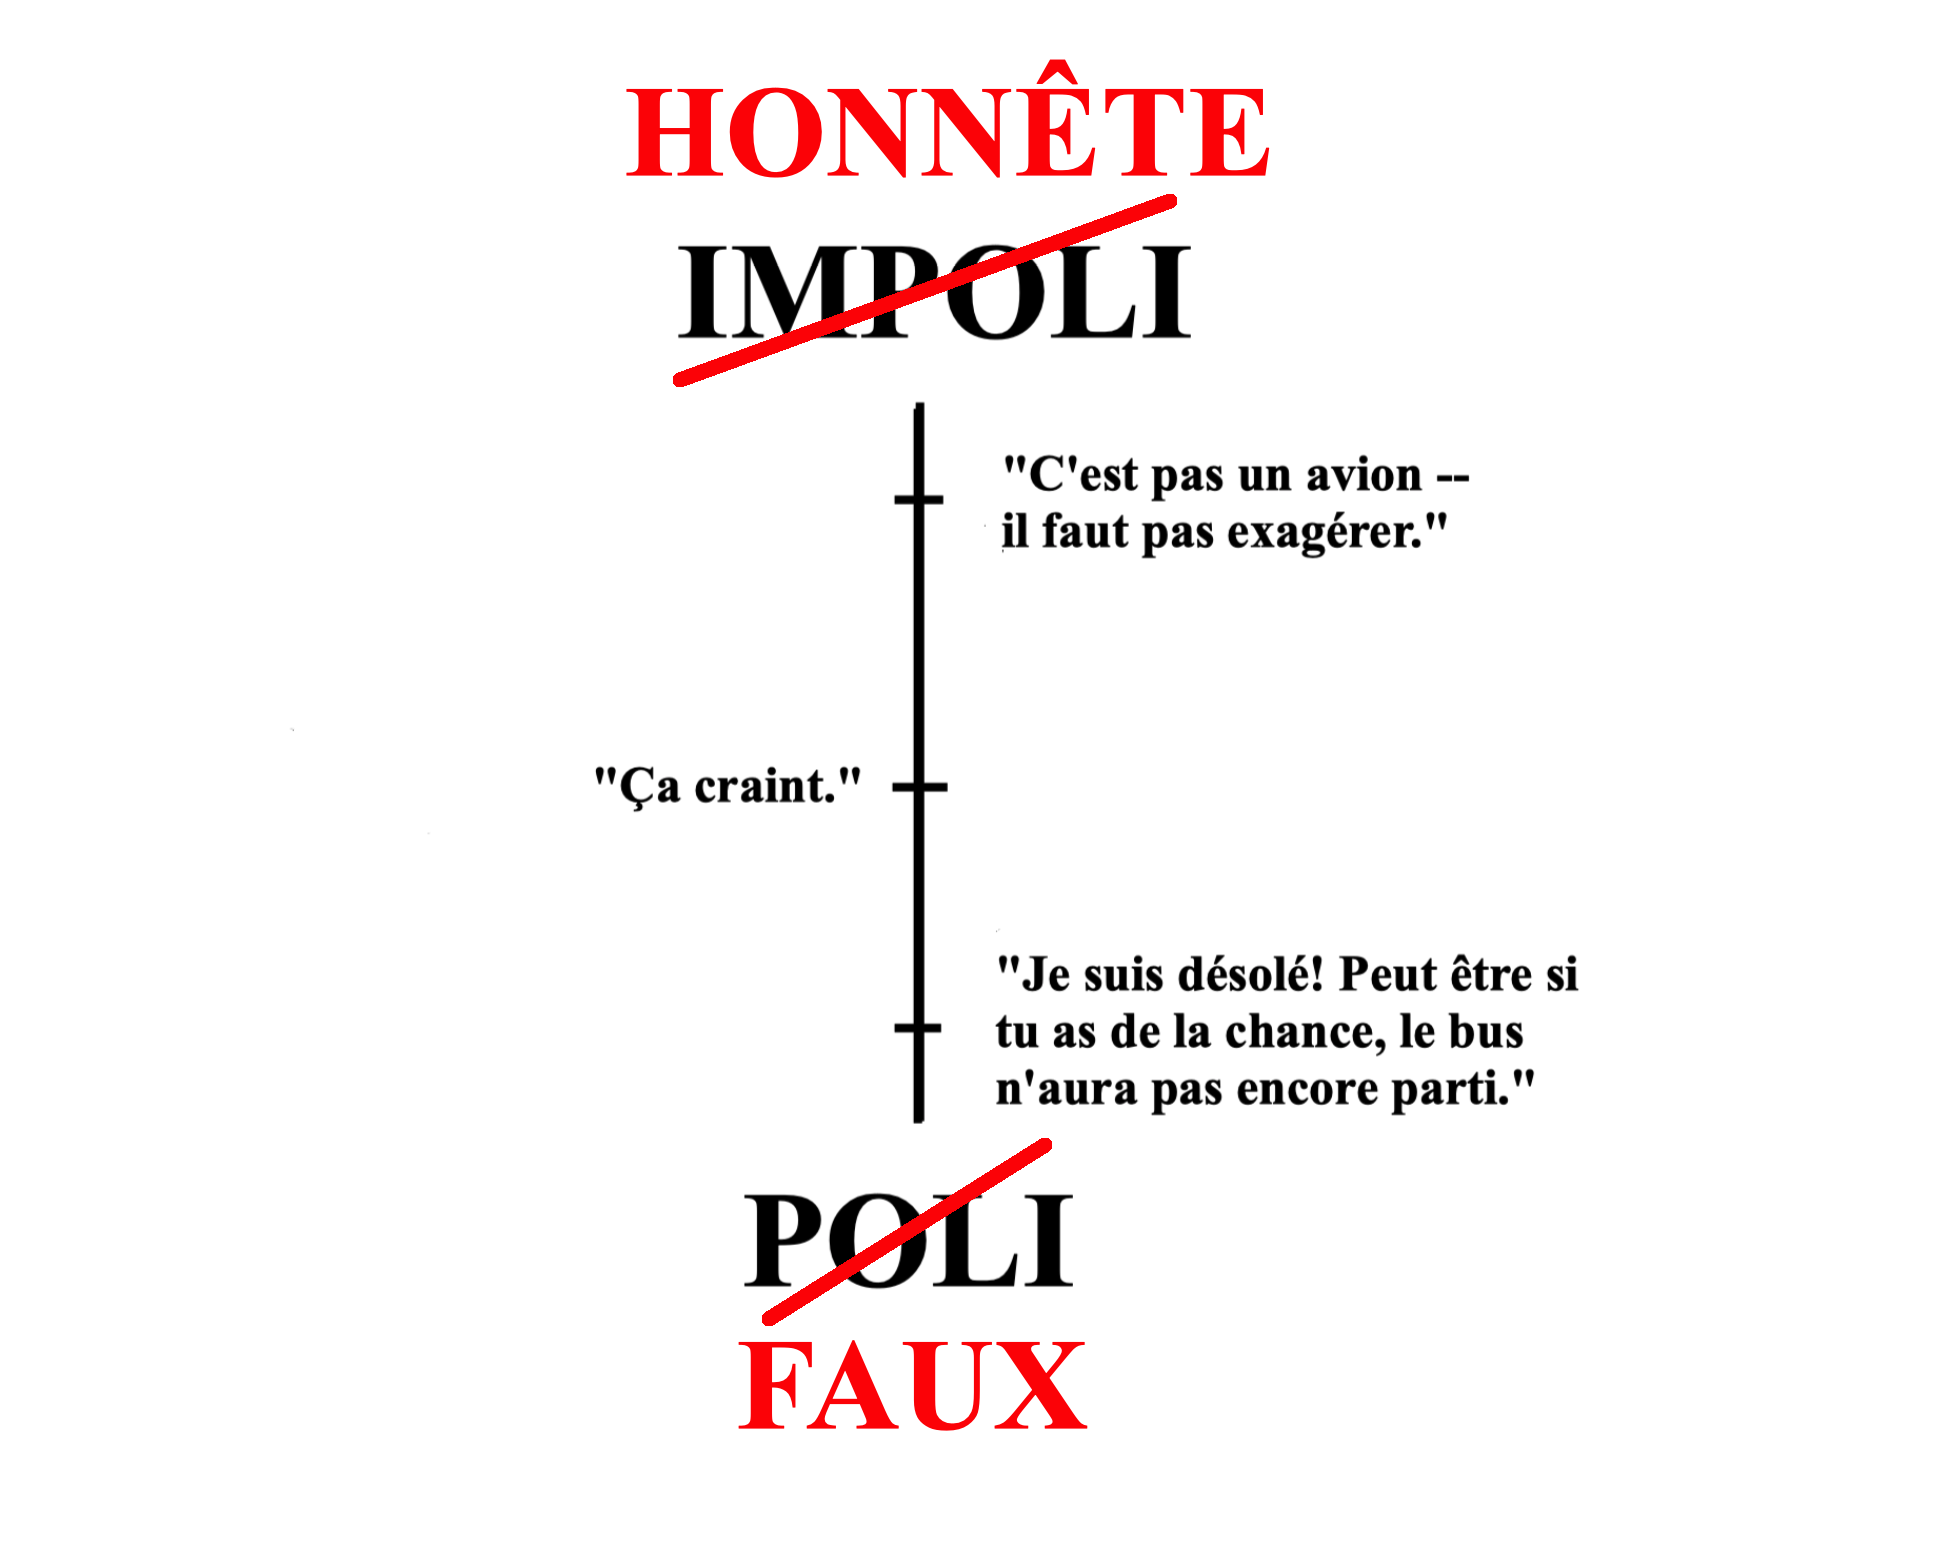 HONNÊTE
IMPOLI
"C'est pas un avion --
il faut pas exagérer."
"Ça craint."
"Je suis désolé! Peut être si
tu as de la chance, le bus
n'aura pas encore parti."
POLI
FAUX